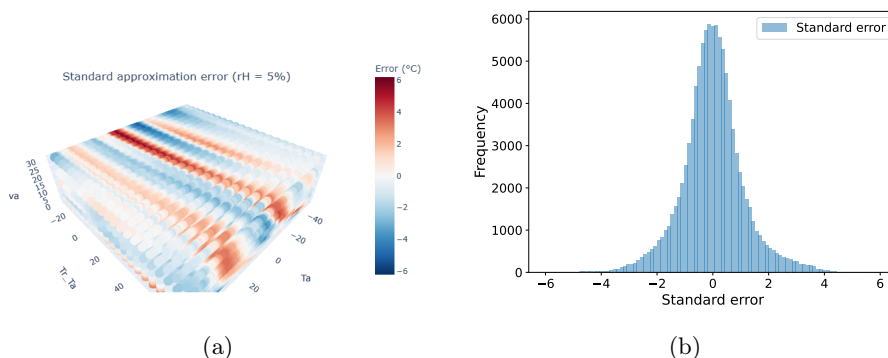 Standard approximation error (rH = 5%)
Error (°C)
6
4
2
0
−2
−4
−6
va
30
−20
0
20
40
Tr_Ta
−40
−20
0
20
Ta
(a)
Standard error
Frequency
6000
5000
4000
3000
2000
1000
0
−6 −4 −2 0 2 4 6
Standard error
(b)